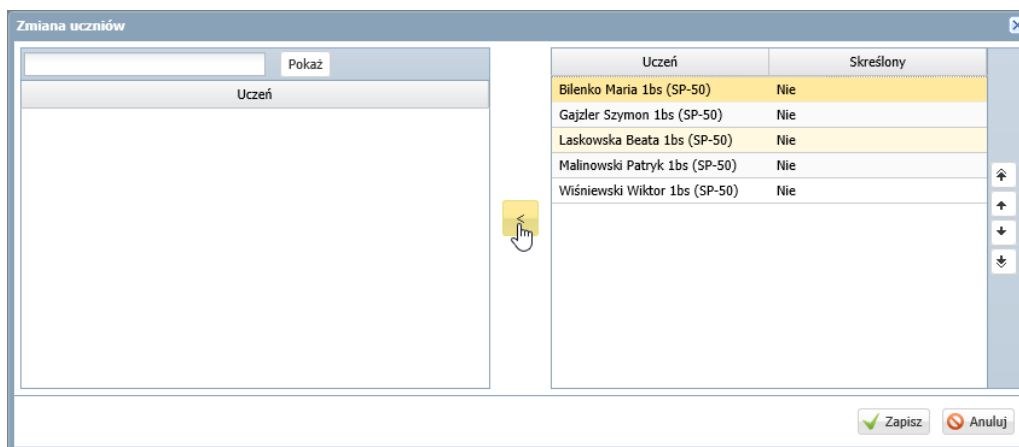 Zmiana uczniów
Pokaż
Uczeń
<
Uczeń Skreślony
Bilenko Maria 1bs (SP-50) Nie
Gajzler Szymon 1bs (SP-50) Nie
Laskowska Beata 1bs (SP-50) Nie
Malinowski Patryk 1bs (SP-50) Nie
Wiśniewski Wiktor 1bs (SP-50) Nie
Zapisz Anuluj